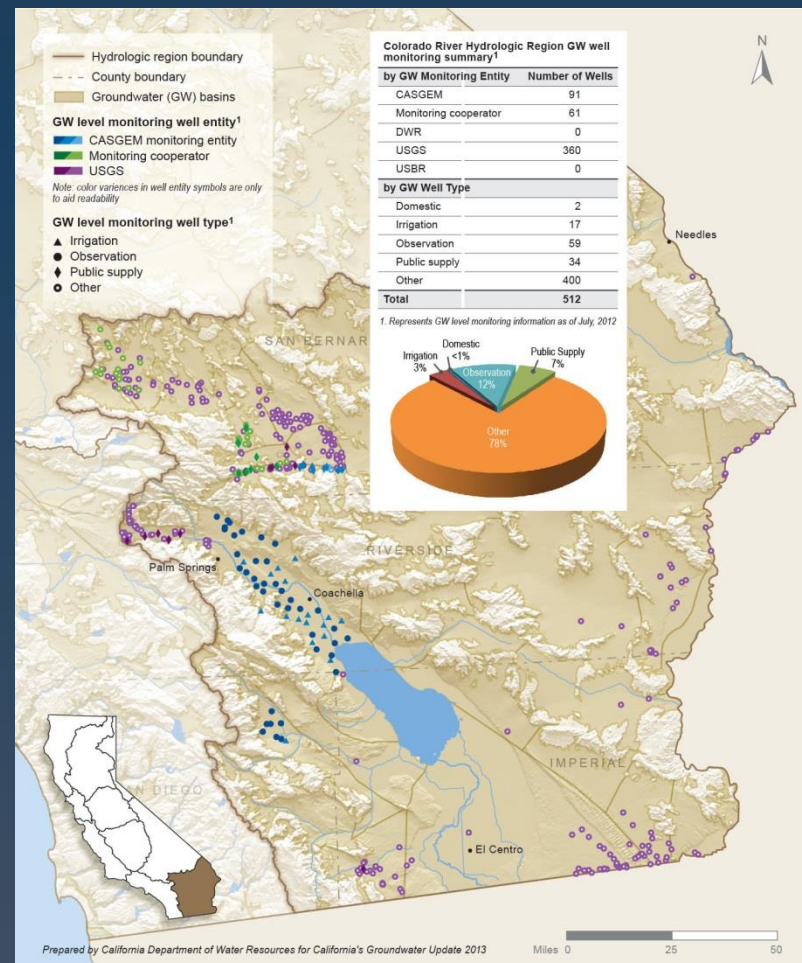 Hydrologic region boundary
County boundary
Groundwater (GW) basins
GW level monitoring well entity¹
CASGEM monitoring entity
Monitoring cooperator
USGS
Note: color variences in well entity symbols are only
to aid readability
GW level monitoring well type¹
Irrigation
Observation
Public supply
Other
Colorado River Hydrologic Region GW well
monitoring summary¹
by GW Monitoring Entity Number of Wells
CASGEM 91
Monitoring cooperator 61
DWR 0
USGS 360
USBR 0
by GW Well Type
Domestic 2
Irrigation 17
Observation 59
Public supply 34
Other 400
Total 512
1. Represents GW level monitoring information as of July, 2012
Domestic
<1%
Irrigation
3%
Observation
12%
Public Supply
7%
Other
78%
N
Needles
SAN BERNAR
RIVERSIDE
Palm Springs
Coachella
IMPERIAL
AN DIEGO
El Centro
Prepared by California Department of Water Resources for California's Groundwater Update 2013
Miles 0 25 50